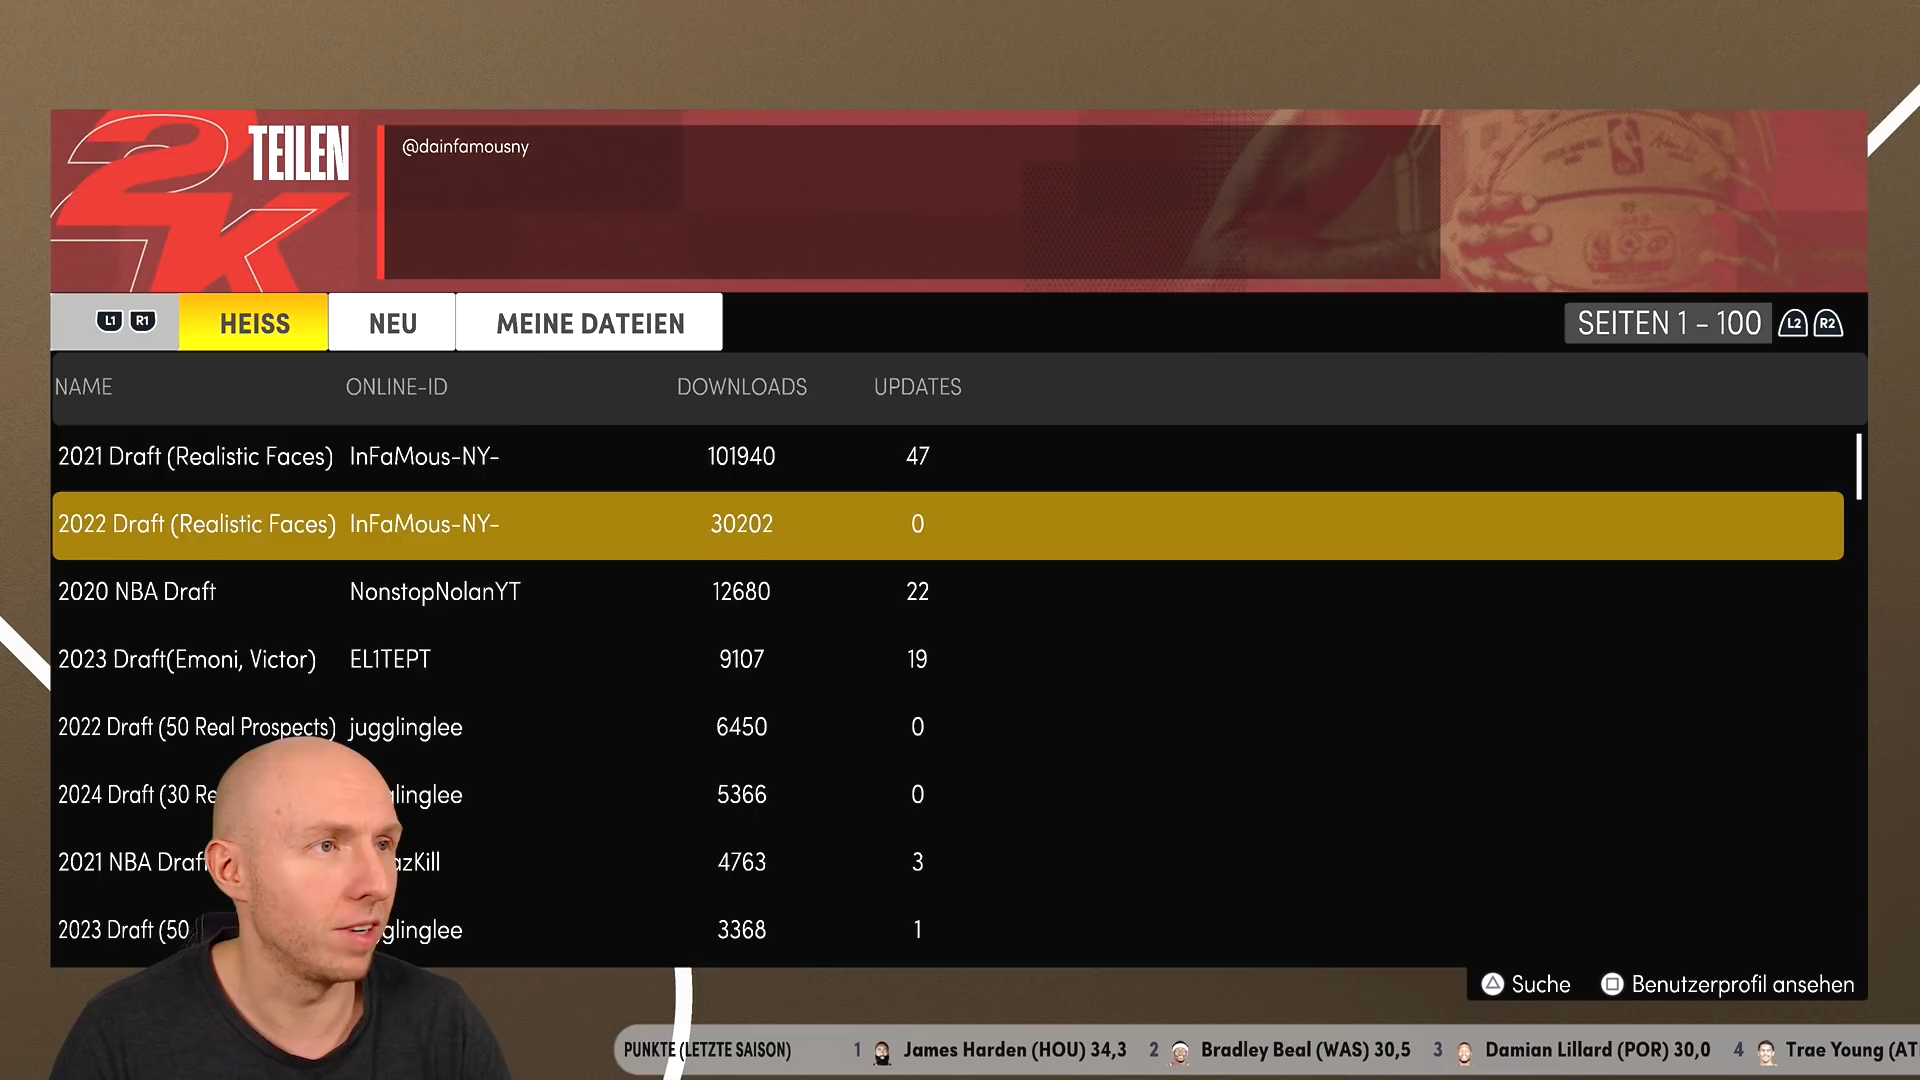 2K TEILEN
@dainfamousny
L1 R1 HEISS NEU MEINE DATEIEN SEITEN 1 - 100 L2 R2
NAME ONLINE-ID DOWNLOADS UPDATES
2021 Draft (Realistic Faces) InFaMous-NY- 101940 47
2022 Draft (Realistic Faces) InFaMous-NY- 30202 0
2020 NBA Draft NonstopNolanYT 12680 22
2023 Draft(Emoni, Victor) EL1TEPT 9107 19
2022 Draft (50 Real Prospects) jugglinglee 6450 0
2024 Draft (30 Re linglee 5366 0
2021 NBA Draf azKill 4763 3
2023 Draft (50 glinglee 3368 1
Suche Benutzerprofil ansehen
PUNKTE (LETZTE SAISON) 1 James Harden (HOU) 34,3 2 Bradley Beal (WAS) 30,5 3 Damian Lillard (POR) 30,0 4 Trae Young (ATL